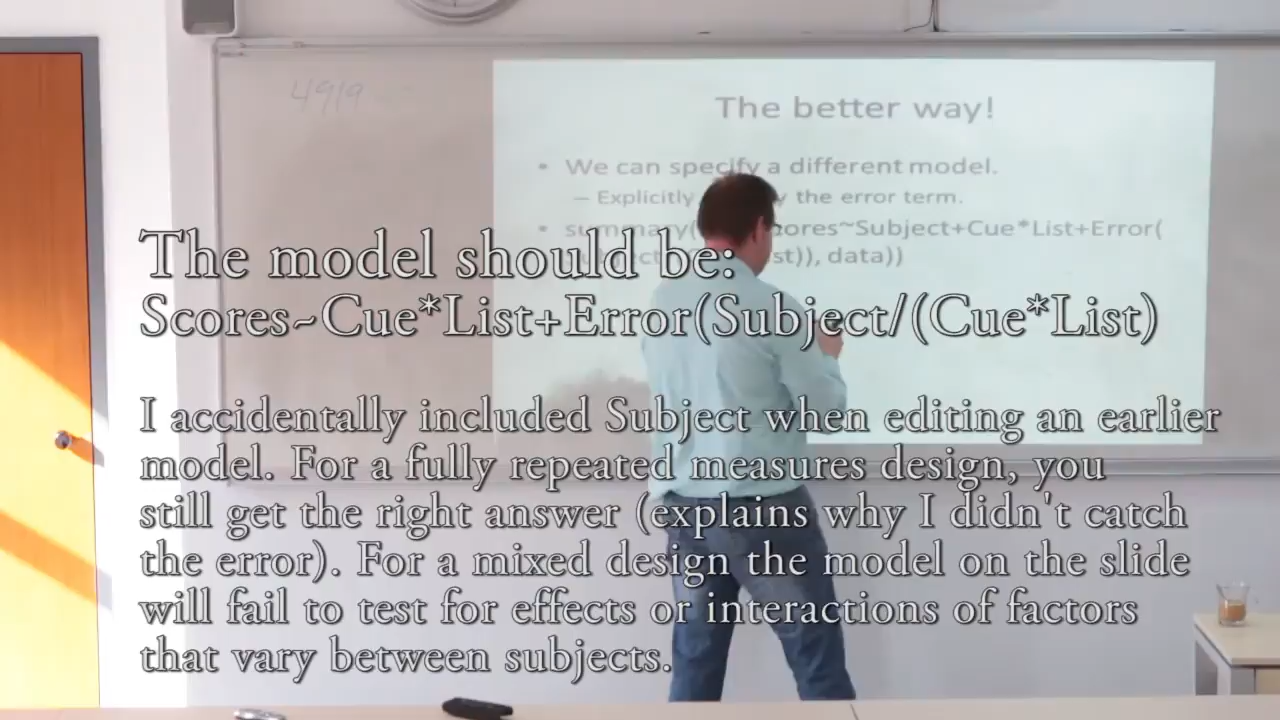 4919
The better way!
• We can specify a different model.
– Explicitly the error term.
• summary( ores~Subject+Cue*List+Error(
st)), data))
The model should be:
Scores~Cue*List+Error(Subject/(Cue*List)
I accidentally included Subject when editing an earlier
model. For a fully repeated measures design, you
still get the right answer (explains why I didn't catch
the error). For a mixed design the model on the slide
will fail to test for effects or interactions of factors
that vary between subjects.